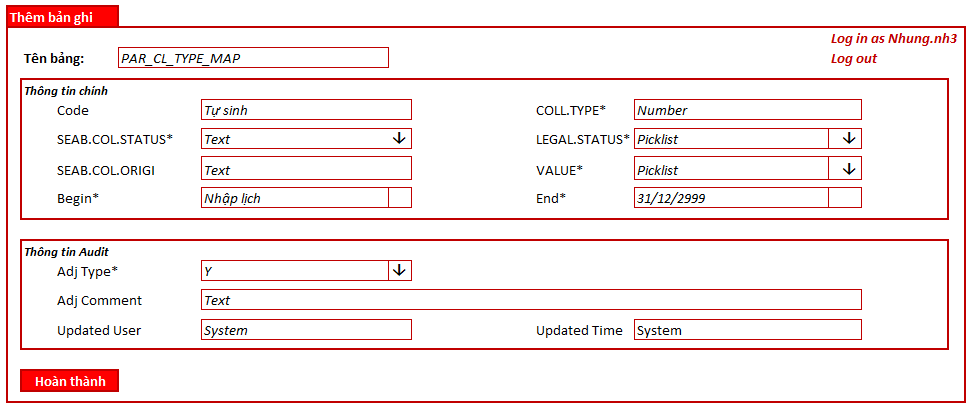 Thêm bản ghi
Log in as Nhung.nh3
Tên bảng: PAR_CL_TYPE_MAP
Log out
Thông tin chính
Code Tự sinh COLL.TYPE* Number
SEAB.COL.STATUS* Text LEGAL.STATUS* Picklist
SEAB.COL.ORIGI Text VALUE* Picklist
Begin* Nhập lịch End* 31/12/2999
Thông tin Audit
Adj Type* Y
Adj Comment Text
Updated User System Updated Time System
Hoàn thành